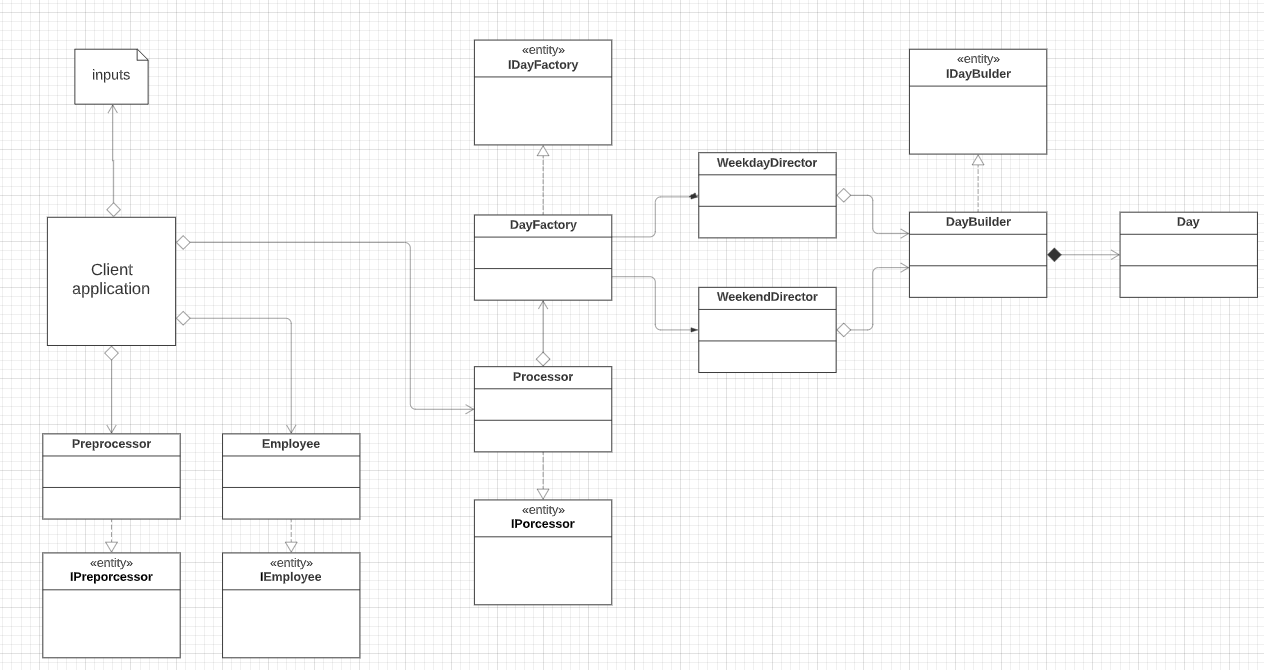 inputs
«entity»
IDayFactory
«entity»
IDayBulder
WeekdayDirector
DayFactory
DayBuilder
Day
Client
application
WeekendDirector
Processor
Preprocessor
Employee
«entity»
IPorcessor
«entity»
IPreporcessor
«entity»
IEmployee